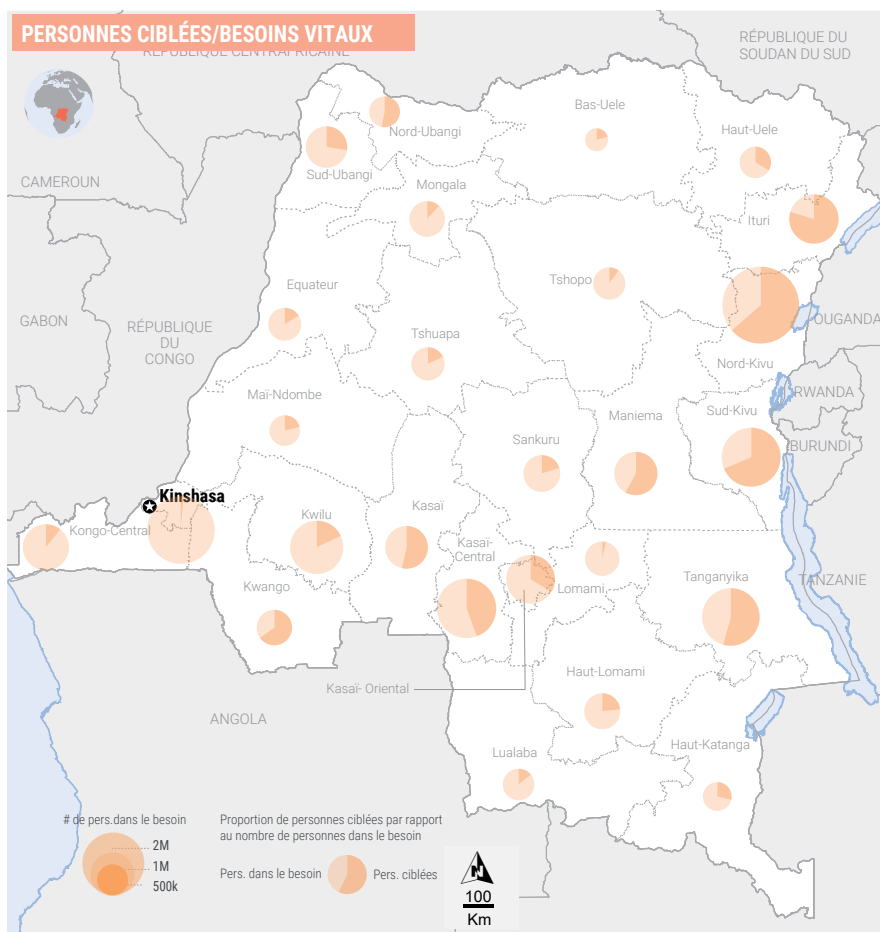 PERSONNES CIBLÉES/BESOINS VITAUX
RÉPUBLIQUE CENTRAFRICAINE
RÉPUBLIQUE DU
SOUDAN DU SUD
Bas-Uele
Nord-Ubangi
Haut-Uele
Sud-Ubangi
CAMEROUN
Mongala
Ituri
Tshopo
Equateur
GABON
RÉPUBLIQUE
DU
CONGO
OUGANDA
Tshuapa
Nord-Kivu
Maï-Ndombe
RWANDA
Sud-Kivu
Maniema
Sankuru
BURUNDI
Kinshasa
Kongo-Central
Kwilu
Kasaï
Kasaï-
Central
Kwango
Lomami
Tanganyika
TANZANIE
Haut-Lomami
Kasaï- Oriental
ANGOLA
Lualaba
Haut-Katanga
# de pers.dans le besoin
2M
1M
500k
Proportion de personnes ciblées par rapport
au nombre de personnes dans le besoin
Pers. dans le besoin
Pers. ciblées
N
100
Km